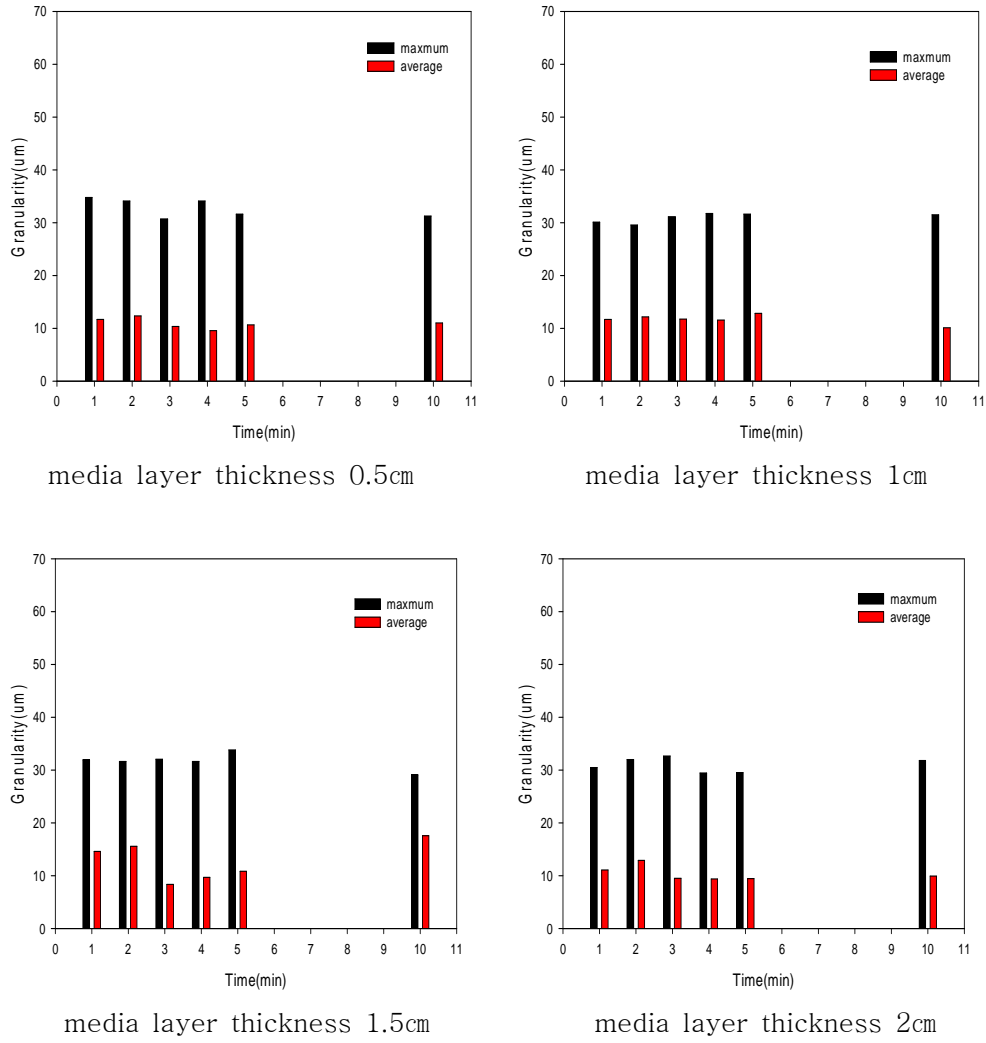 70
60
50
40
30
20
10
0
Granularity(um)
maxmum
average
0 1 2 3 4 5 6 7 8 9 10 11
Time(min)
media layer thickness 0.5㎝
70
60
50
40
30
20
10
0
Granularity(um)
maxmum
average
0 1 2 3 4 5 6 7 8 9 10 11
Time(min)
media layer thickness 1㎝
70
60
50
40
30
20
10
0
Granularity(um)
maxmum
average
0 1 2 3 4 5 6 7 8 9 10 11
Time(min)
media layer thickness 1.5㎝
70
60
50
40
30
20
10
0
Granularity(um)
maxmum
average
0 1 2 3 4 5 6 7 8 9 10 11
Time(min)
media layer thickness 2㎝